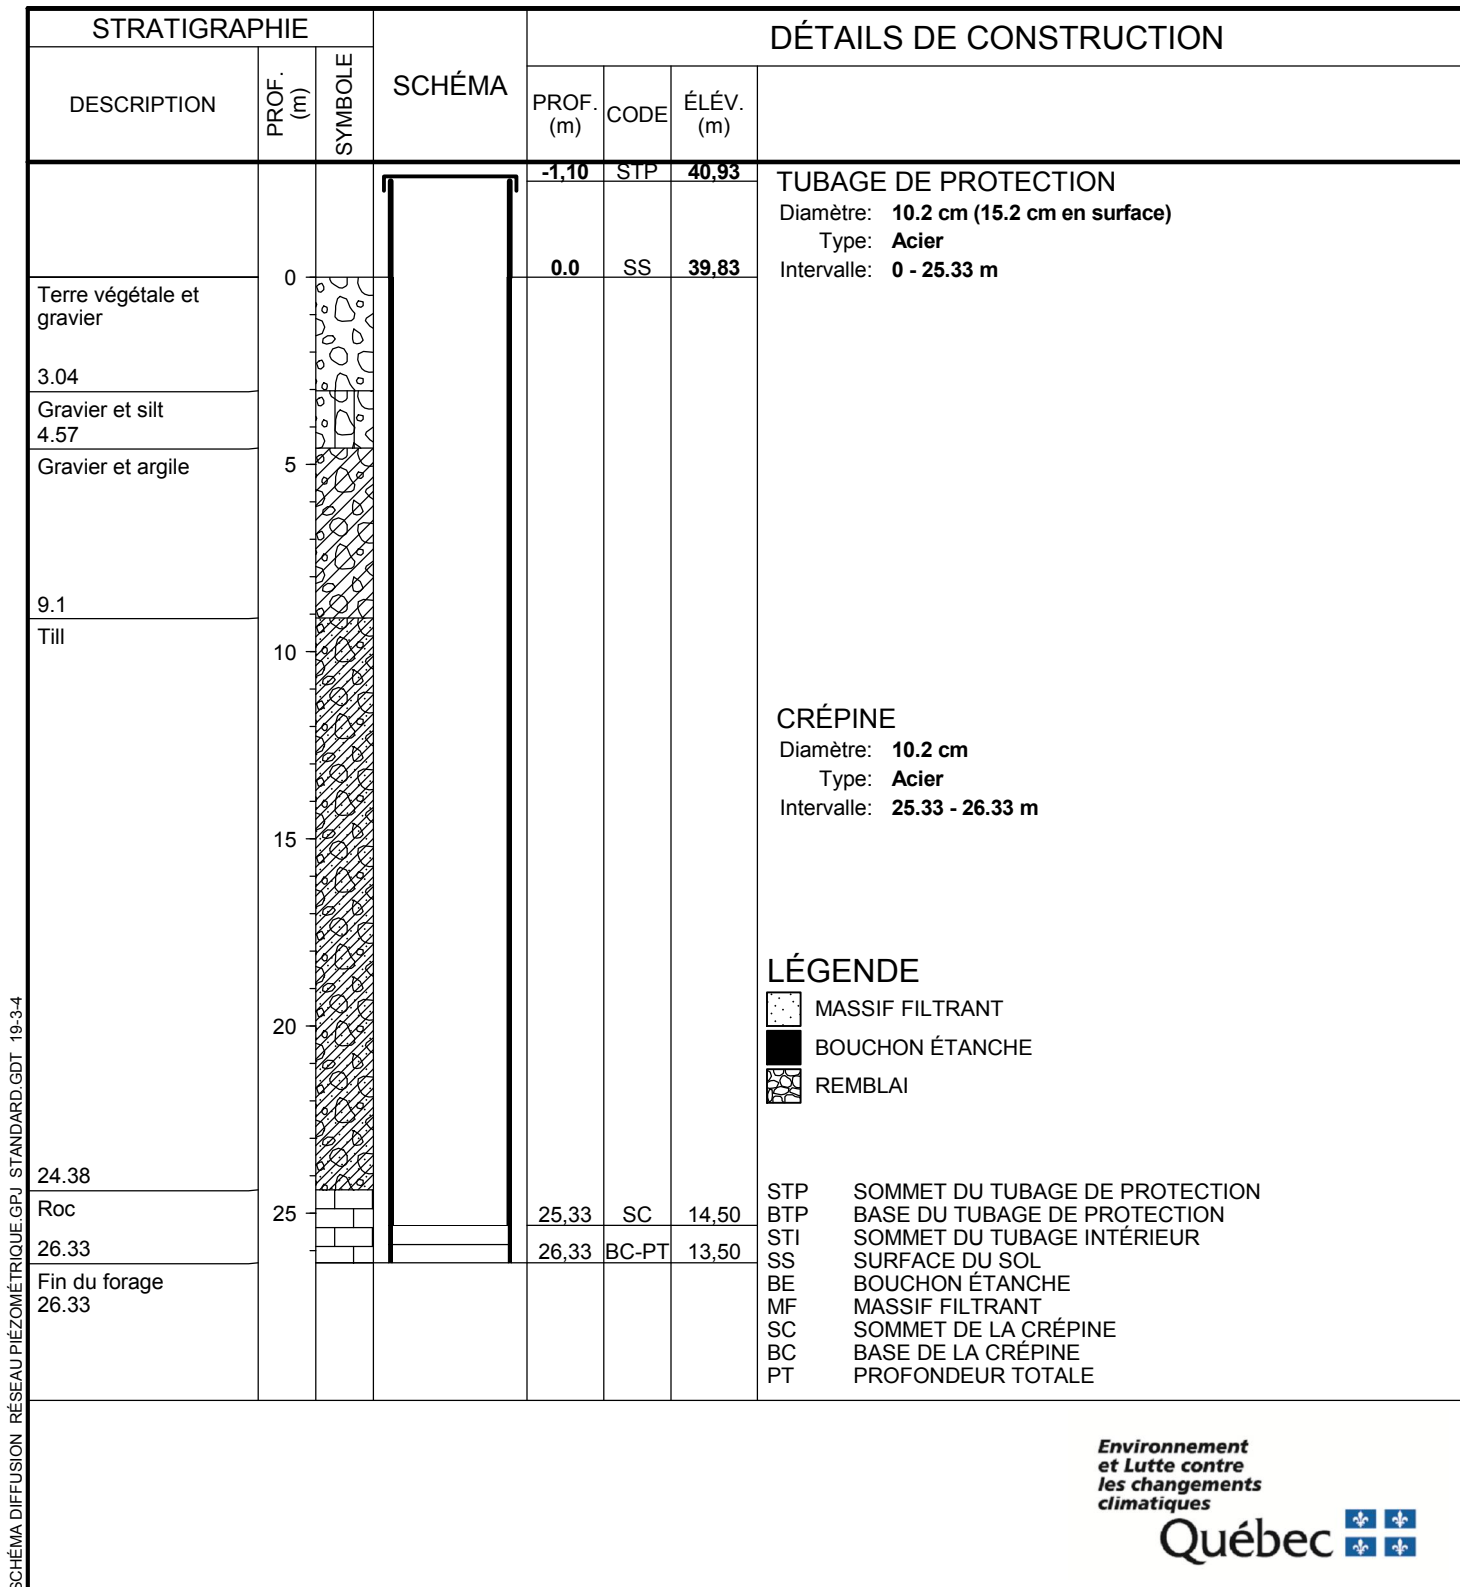 STRATIGRAPHIE
DESCRIPTION
PROF. (m)
SYMBOLE
SCHÉMA
DÉTAILS DE CONSTRUCTION
PROF. (m)
CODE
ÉLÉV. (m)
-1,10 STP 40,93
0.0 SS 39,83
TUBAGE DE PROTECTION
Diamètre: 10.2 cm (15.2 cm en surface)
Type: Acier
Intervalle: 0 - 25.33 m
0
Terre végétale et
gravier
3.04
Gravier et silt
4.57
Gravier et argile
5
9.1
Till
10
CRÉPINE
Diamètre: 10.2 cm
Type: Acier
Intervalle: 25.33 - 26.33 m
15
LÉGENDE
MASSIF FILTRANT
BOUCHON ÉTANCHE
REMBLAI
20
24.38
Roc
25
26.33
Fin du forage
26.33
25,33 SC 14,50
26,33 BC-PT 13,50
STP SOMMET DU TUBAGE DE PROTECTION
BTP BASE DU TUBAGE DE PROTECTION
STI SOMMET DU TUBAGE INTÉRIEUR
SS SURFACE DU SOL
BE BOUCHON ÉTANCHE
MF MASSIF FILTRANT
SC SOMMET DE LA CRÉPINE
BC BASE DE LA CRÉPINE
PT PROFONDEUR TOTALE
SCHÉMA DIFFUSION RÉSEAU PIÉZOMÉTRIQUE.GPJ STANDARD.GDT 19-3-4
Environnement
et Lutte contre
les changements
climatiques
Québec